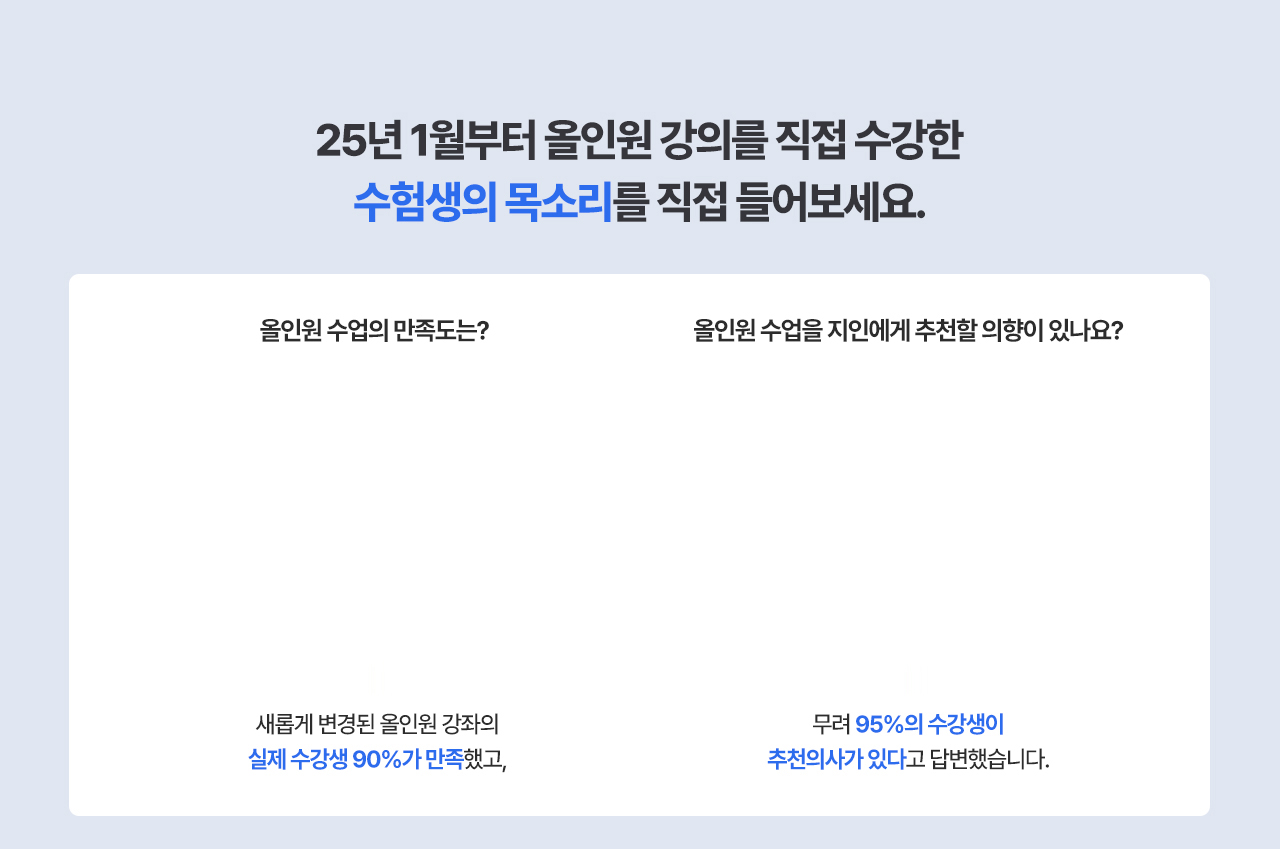 25년 1월부터 올인원 강의를 직접 수강한
수험생의 목소리를 직접 들어보세요.
올인원 수업의 만족도는?
새롭게 변경된 올인원 강좌의
실제 수강생 90%가 만족했고,
올인원 수업을 지인에게 추천할 의향이 있나요?
무려 95%의 수강생이
추천의사가 있다고 답변했습니다.